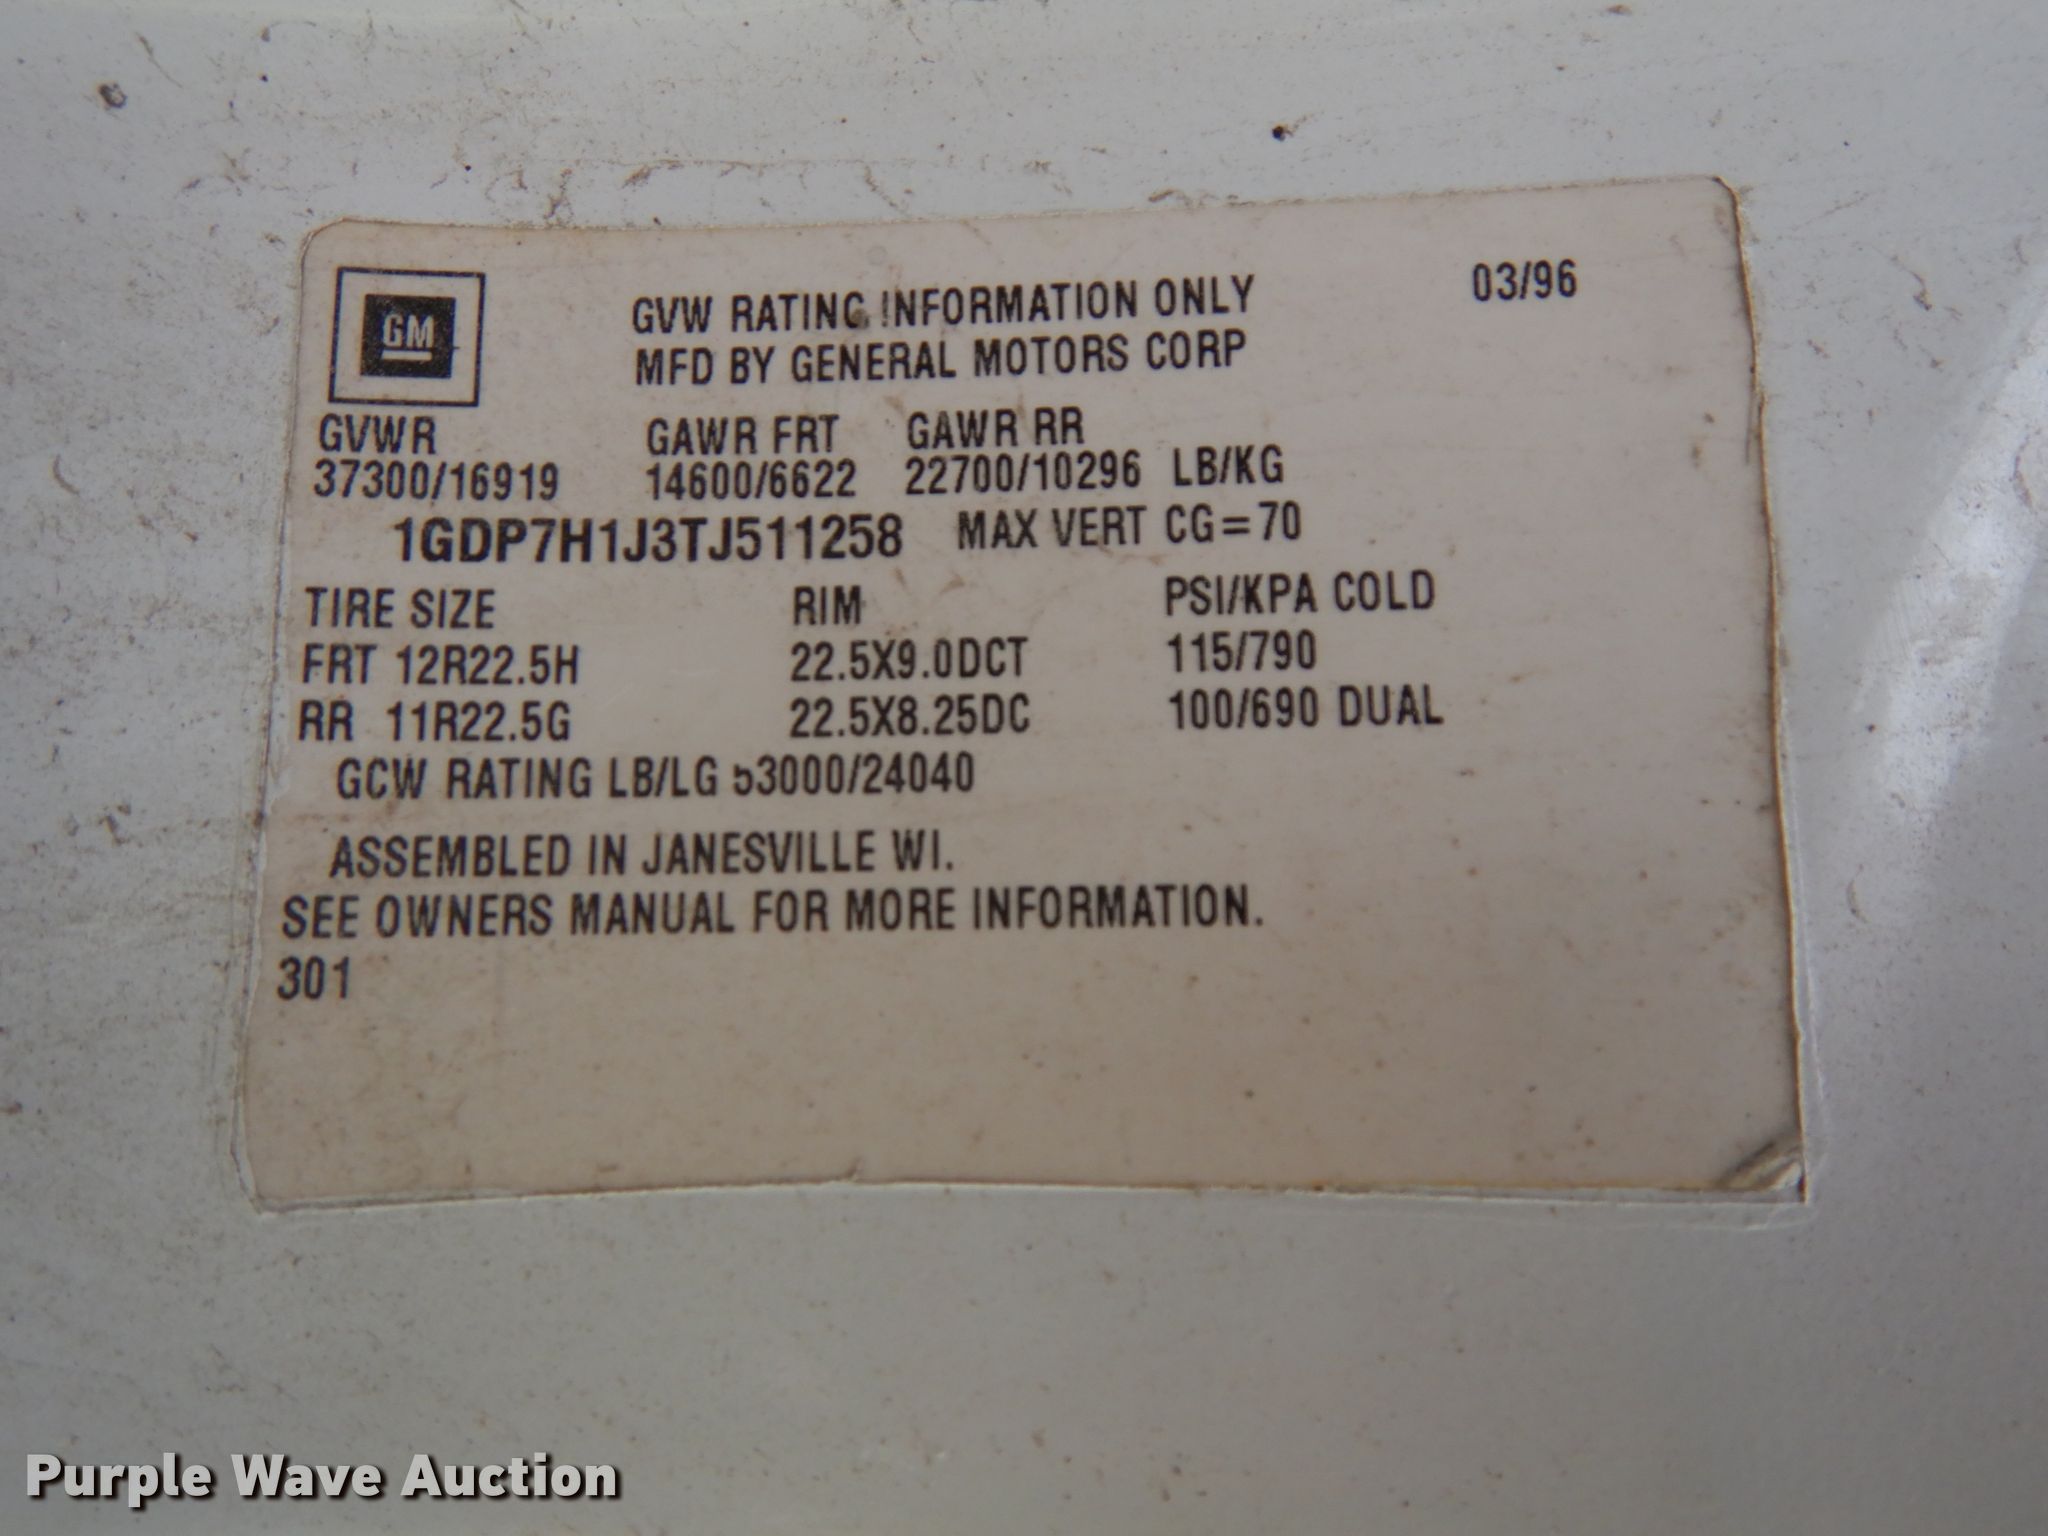 GM
GVW RATING INFORMATION ONLY 03/96
MFD BY GENERAL MOTORS CORP
GVWR GAWR FRT GAWR RR
37300/16919 14600/6622 22700/10296 LB/KG
1GDP7H1J3TJ511258 MAX VERT CG=70
TIRE SIZE RIM PSI/KPA COLD
FRT 12R22.5H 22.5X9.0DCT 115/790
RR 11R22.5G 22.5X8.25DC 100/690 DUAL
GCW RATING LB/LG 53000/24040
ASSEMBLED IN JANESVILLE WI.
SEE OWNERS MANUAL FOR MORE INFORMATION.
301
Purple Wave Auction